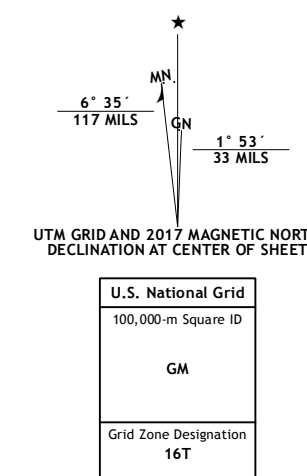 ★
MN.
6° 35´
117 MILS
GN
1° 53´
33 MILS
UTM GRID AND 2017 MAGNETIC NORT
DECLINATION AT CENTER OF SHEET
U.S. National Grid
100,000-m Square ID
GM
Grid Zone Designation
16T